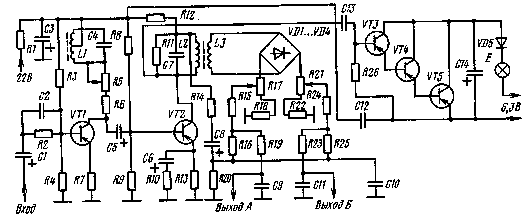 R12
C13
VT3
C3
C4
R8
R11
L2
L3
VD1...VD4
VT4
VD5
R1
L1
C7
VT5
C14
E
22В
R3
R5
R14
R15
R17
R21
R24
R26
6,3В
C2
R6
R18
R22
C12
VT1
VT2
R2
C5
C8
R16
R19
R23
R25
C1
C6
R4
R7
R9
R10
R13
R20
C9
C11
C10
Вход
Выход А
Выход Б